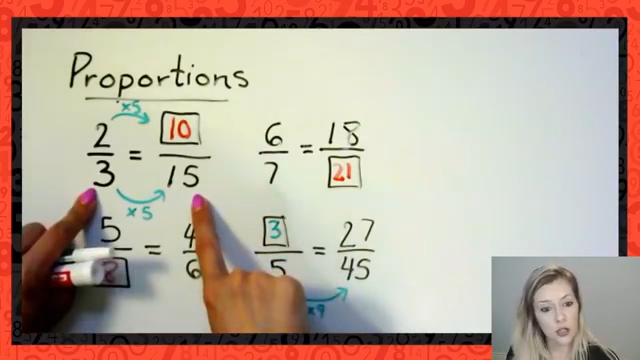 Proportions
×5
2/3 = 10/15
×5
6/7 = 18/21
5/ = 4/6
3/5 = 27/45
×9